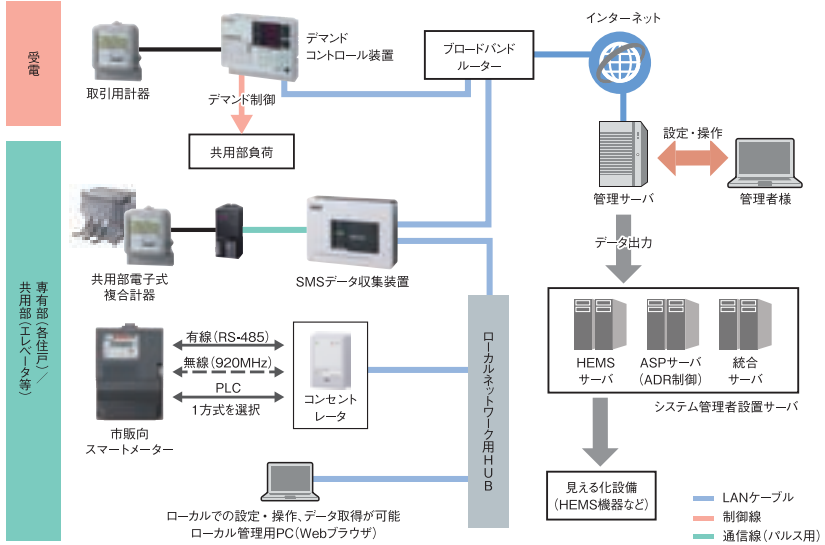 受電
取引用計器
デマンド
コントロール装置
デマンド制御
共用部負荷
ブロードバンド
ルーター
インターネット
管理サーバ
設定・操作
管理者様
データ出力
専有部(各住戸)/
共用部(エレベータ等)
共用部電子式
複合計器
SMSデータ収集装置
市販向
スマートメーター
有線(RS-485)
無線(920MHz)
PLC
1方式を選択
コンセント
レータ
ローカルネットワーク用HUB
HEMS
サーバ
ASPサーバ
(ADR制御)
統合
サーバ
システム管理者設置サーバ
見える化設備
(HEMS機器など)
ローカルでの設定・操作、データ取得が可能
ローカル管理用PC(Webブラウザ)
LANケーブル
制御線
通信線(パルス用)